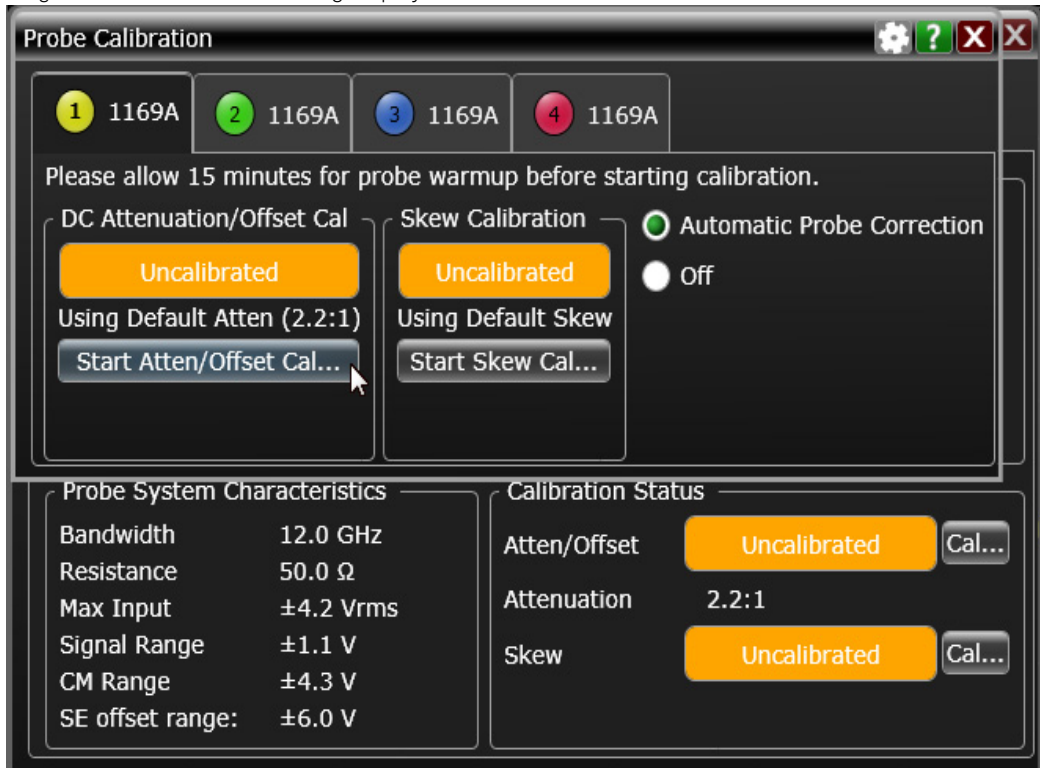 Probe Calibration
? X X
1 1169A 2 1169A 3 1169A 4 1169A
Please allow 15 minutes for probe warmup before starting calibration.
DC Attenuation/Offset Cal Skew Calibration Automatic Probe Correction
Uncalibrated Uncalibrated Off
Using Default Atten (2.2:1) Using Default Skew
Start Atten/Offset Cal... Start Skew Cal...
Probe System Characteristics
Bandwidth 12.0 GHz
Resistance 50.0 Ω
Max Input ±4.2 Vrms
Signal Range ±1.1 V
CM Range ±4.3 V
SE offset range: ±6.0 V
Calibration Status
Atten/Offset Uncalibrated Cal...
Attenuation 2.2:1
Skew Uncalibrated Cal...